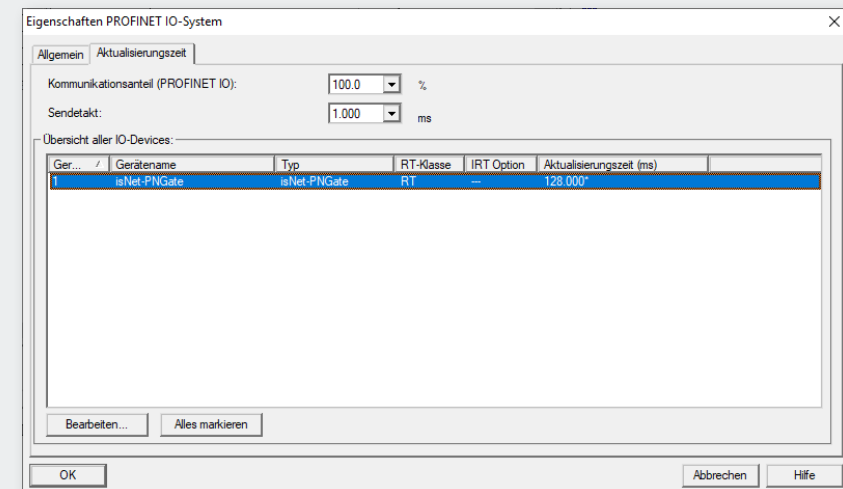 Eigenschaften PROFINET IO-System
Allgemein Aktualisierungszeit
Kommunikationsanteil (PROFINET IO): 100.0 %
Sendetakt: 1.000 ms
Übersicht aller IO-Devices:
Ger... / Gerätename Typ RT-Klasse IRT Option Aktualisierungszeit (ms)
1 isNet-PNGate isNet-PNGate RT --- 128.000*
Bearbeiten... Alles markieren
OK Abbrechen Hilfe